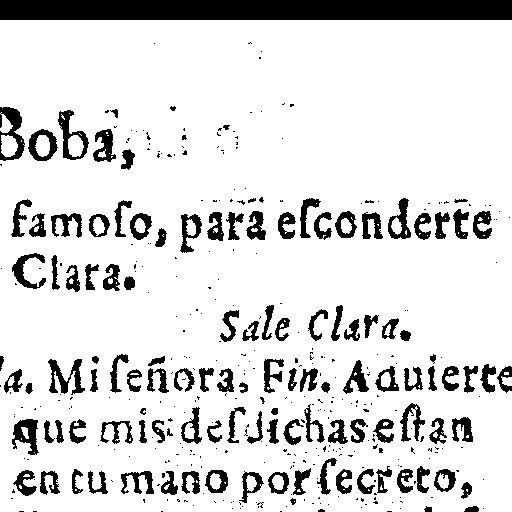 Boba,
famoſo, para eſconderte
Clara.
Sale Clara.
la. Mi ſeñora. Fin. Aduierte
que mis deſdichas eſtan
en tu mano por ſecreto,